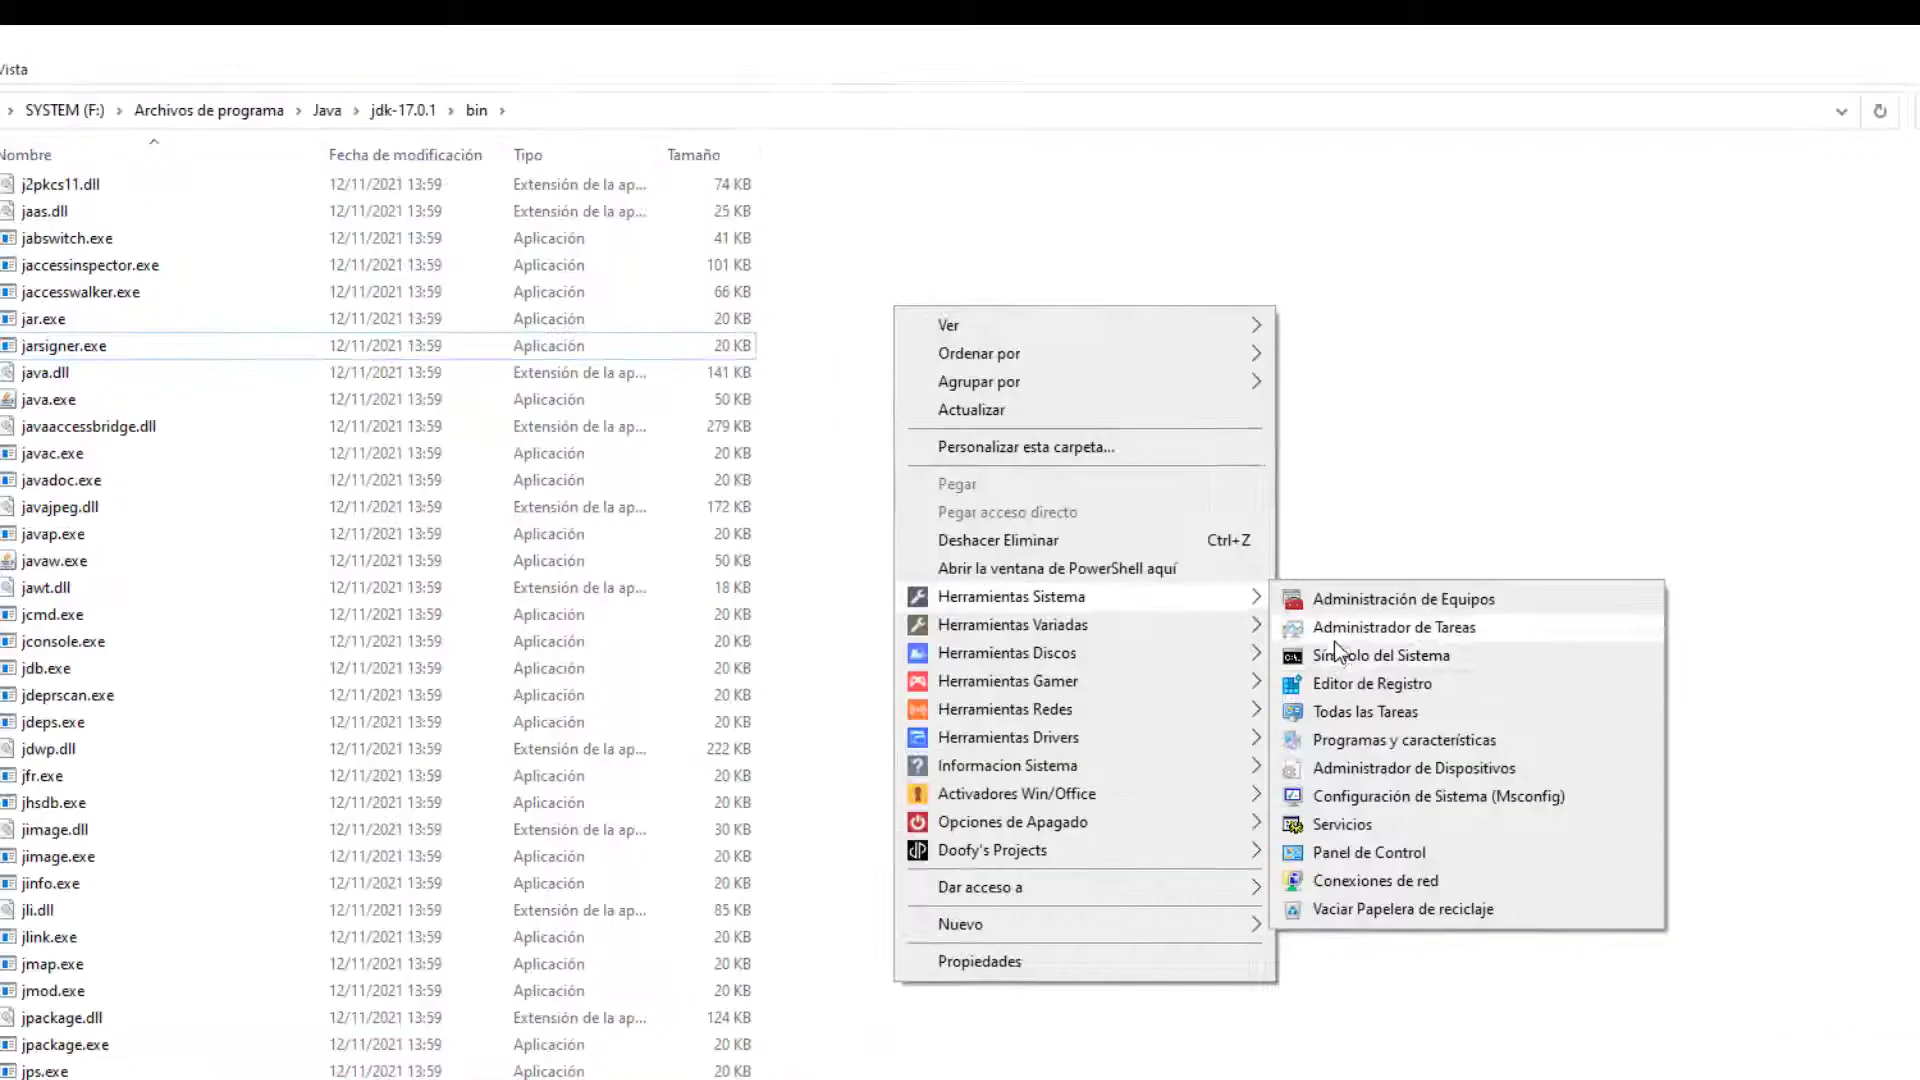 Vista
SYSTEM (F:) › Archivos de programa › Java › jdk-17.0.1 › bin ›
Nombre Fecha de modificación Tipo Tamaño
j2pkcs11.dll 12/11/2021 13:59 Extensión de la ap... 74 KB
jaas.dll 12/11/2021 13:59 Extensión de la ap... 25 KB
jabswitch.exe 12/11/2021 13:59 Aplicación 41 KB
jaccessinspector.exe 12/11/2021 13:59 Aplicación 101 KB
jaccesswalker.exe 12/11/2021 13:59 Aplicación 66 KB
jar.exe 12/11/2021 13:59 Aplicación 20 KB
jarsigner.exe 12/11/2021 13:59 Aplicación 20 KB
java.dll 12/11/2021 13:59 Extensión de la ap... 141 KB
java.exe 12/11/2021 13:59 Aplicación 50 KB
javaaccessbridge.dll 12/11/2021 13:59 Extensión de la ap... 279 KB
javac.exe 12/11/2021 13:59 Aplicación 20 KB
javadoc.exe 12/11/2021 13:59 Aplicación 20 KB
javajpeg.dll 12/11/2021 13:59 Extensión de la ap... 172 KB
javap.exe 12/11/2021 13:59 Aplicación 20 KB
javaw.exe 12/11/2021 13:59 Aplicación 50 KB
jawt.dll 12/11/2021 13:59 Extensión de la ap... 18 KB
jcmd.exe 12/11/2021 13:59 Aplicación 20 KB
jconsole.exe 12/11/2021 13:59 Aplicación 20 KB
jdb.exe 12/11/2021 13:59 Aplicación 20 KB
jdeprscan.exe 12/11/2021 13:59 Aplicación 20 KB
jdeps.exe 12/11/2021 13:59 Aplicación 20 KB
jdwp.dll 12/11/2021 13:59 Extensión de la ap... 222 KB
jfr.exe 12/11/2021 13:59 Aplicación 20 KB
jhsdb.exe 12/11/2021 13:59 Aplicación 20 KB
jimage.dll 12/11/2021 13:59 Extensión de la ap... 30 KB
jimage.exe 12/11/2021 13:59 Aplicación 20 KB
jinfo.exe 12/11/2021 13:59 Aplicación 20 KB
jli.dll 12/11/2021 13:59 Extensión de la ap... 85 KB
jlink.exe 12/11/2021 13:59 Aplicación 20 KB
jmap.exe 12/11/2021 13:59 Aplicación 20 KB
jmod.exe 12/11/2021 13:59 Aplicación 20 KB
jpackage.dll 12/11/2021 13:59 Extensión de la ap... 124 KB
jpackage.exe 12/11/2021 13:59 Aplicación 20 KB
jps.exe 12/11/2021 13:59 Aplicación 20 KB
Ver
Ordenar por
Agrupar por
Actualizar
Personalizar esta carpeta...
Pegar
Pegar acceso directo
Deshacer Eliminar Ctrl+Z
Abrir la ventana de PowerShell aquí
Herramientas Sistema
Herramientas Variadas
Herramientas Discos
Herramientas Gamer
Herramientas Redes
Herramientas Drivers
Informacion Sistema
Activadores Win/Office
Opciones de Apagado
Doofy's Projects
Dar acceso a
Nuevo
Propiedades
Administración de Equipos
Administrador de Tareas
Símbolo del Sistema
Editor de Registro
Todas las Tareas
Programas y características
Administrador de Dispositivos
Configuración de Sistema (Msconfig)
Servicios
Panel de Control
Conexiones de red
Vaciar Papelera de reciclaje